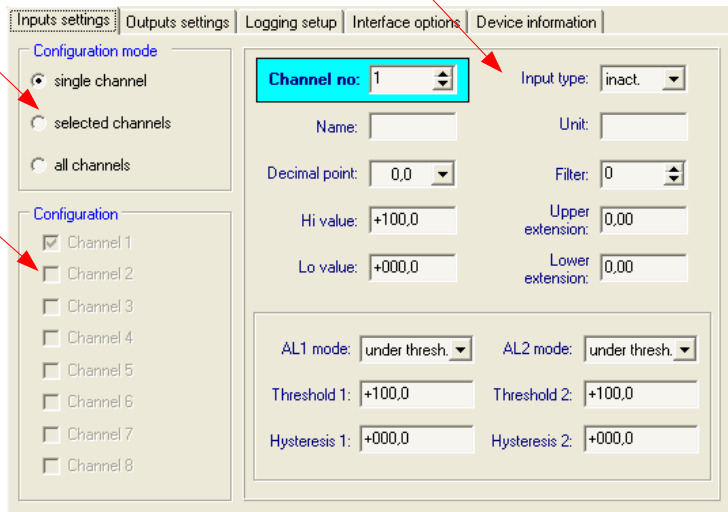 Inputs settings Outputs settings Logging setup Interface options Device information
Configuration mode
single channel
selected channels
all channels
Configuration
Channel 1
Channel 2
Channel 3
Channel 4
Channel 5
Channel 6
Channel 7
Channel 8
Channel no: 1 Input type: inact.
Name: Unit:
Decimal point: 0,0 Filter: 0
Hi value: +100,0 Upper extension: 0,00
Lo value: +000,0 Lower extension: 0,00
AL1 mode: under thresh. AL2 mode: under thresh.
Threshold 1: +100,0 Threshold 2: +100,0
Hysteresis 1: +000,0 Hysteresis 2: +000,0